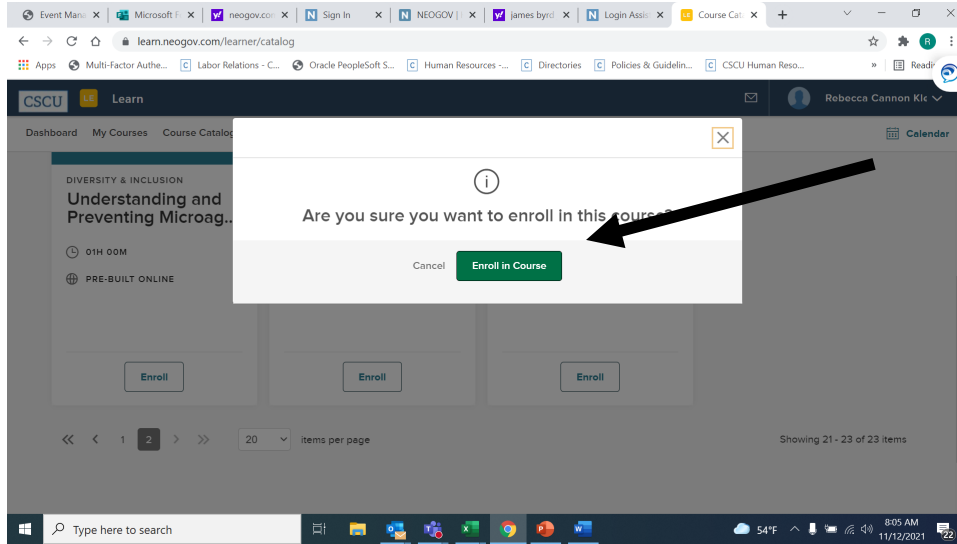 Event Mana
Microsoft F
neogov.con
Sign In
NEOGOV |
james byrd
Login Assis
Course Cat
learn.neogov.com/learner/catalog
R
Apps
Multi-Factor Authe...
Labor Relations - C...
Oracle PeopleSoft S...
Human Resources -...
Directories
Policies & Guidelin...
CSCU Human Reso...
»
CSCU
LE
Learn
Rebecca Cannon Kle
Dashboard
My Courses
Course Catalog
Calendar
DIVERSITY & INCLUSION
Understanding and
Preventing Microag..
01H 00M
PRE-BUILT ONLINE
Are you sure you want to enroll in this course?
Cancel
Enroll in Course
Enroll
Enroll
Enroll
1
2
20
items per page
Showing 21 - 23 of 23 items
Type here to search
54°F
8:05 AM
11/12/2021
22